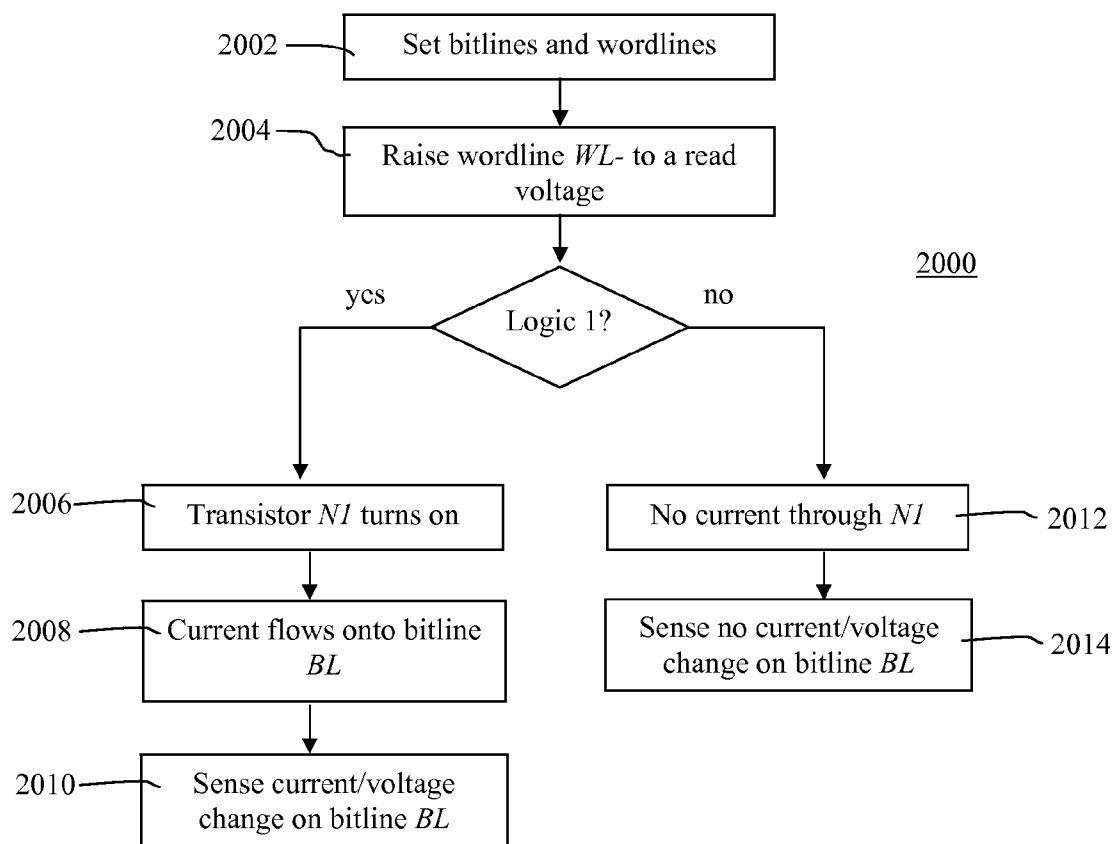 2002
Set bitlines and wordlines
2004
Raise wordline WL- to a read
voltage
2000
yes
no
Logic 1?
2006
Transistor N1 turns on
No current through N1
2012
2008
Current flows onto bitline
BL
Sense no current/voltage
change on bitline BL
2014
2010
Sense current/voltage
change on bitline BL